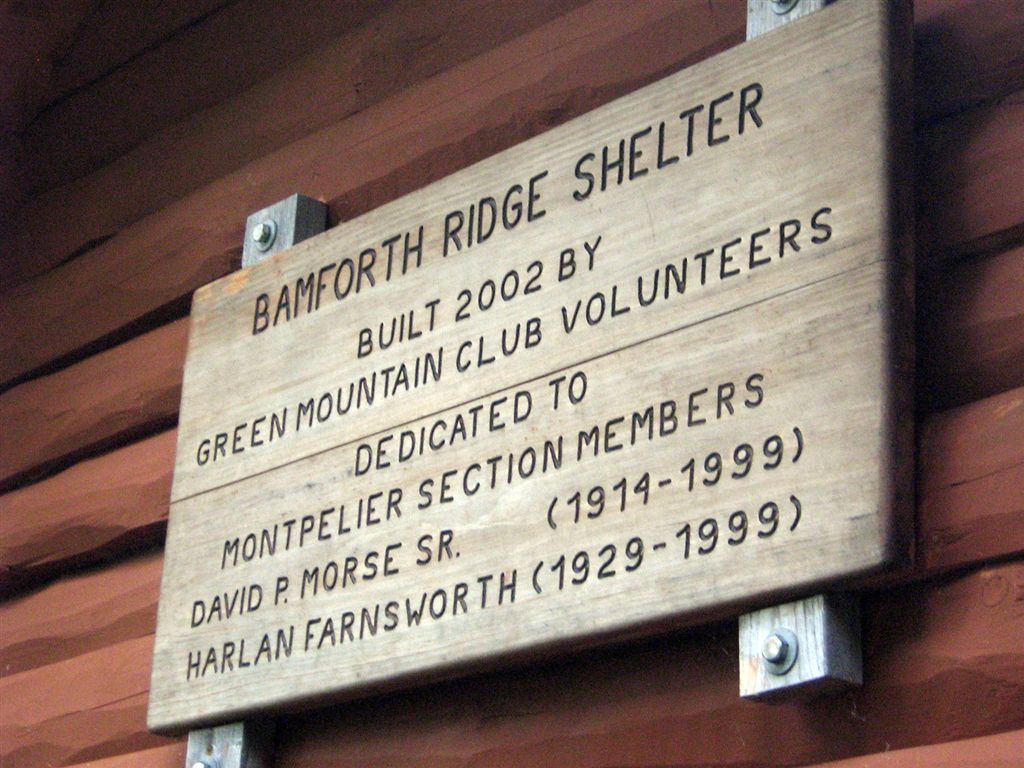 BAMFORTH RIDGE SHELTER
BUILT 2002 BY
GREEN MOUNTAIN CLUB VOLUNTEERS
DEDICATED TO
MONTPELIER SECTION MEMBERS
DAVID P. MORSE SR. (1914-1999)
HARLAN FARNSWORTH (1929-1999)